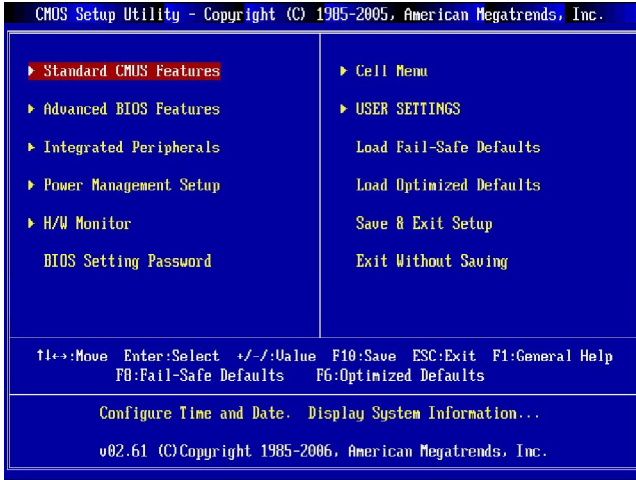 CMOS Setup Utility - Copyright (C) 1985-2005, American Megatrends, Inc.
Standard CMOS Features
Advanced BIOS Features
Integrated Peripherals
Power Management Setup
H/W Monitor
BIOS Setting Password
Cell Menu
USER SETTINGS
Load Fail-Safe Defaults
Load Optimized Defaults
Save & Exit Setup
Exit Without Saving
↑↓←→:Move Enter:Select +/-/:Value F10:Save ESC:Exit F1:General Help
F8:Fail-Safe Defaults F6:Optimized Defaults
Configure Time and Date. Display System Information...
v02.61 (C)Copyright 1985-2006, American Megatrends, Inc.